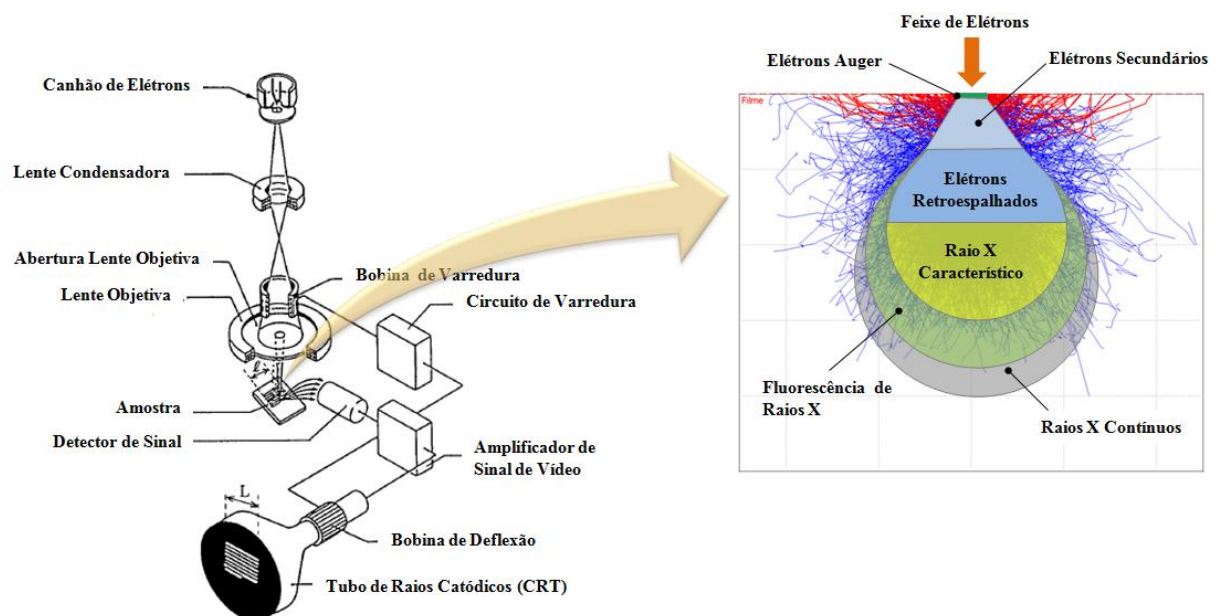 Canhão de Elétrons
Lente Condensadora
Abertura Lente Objetiva
Lente Objetiva
Bobina de Varredura
Circuito de Varredura
ℓ
Amostra
Detector de Sinal
Amplificador de
Sinal de Vídeo
L
Bobina de Deflexão
Tubo de Raios Catódicos (CRT)
Feixe de Elétrons
Elétrons Auger
Elétrons Secundários
Filme
Elétrons
Retroespalhados
Raio X
Característico
Fluorescência de
Raios X
Raios X Contínuos